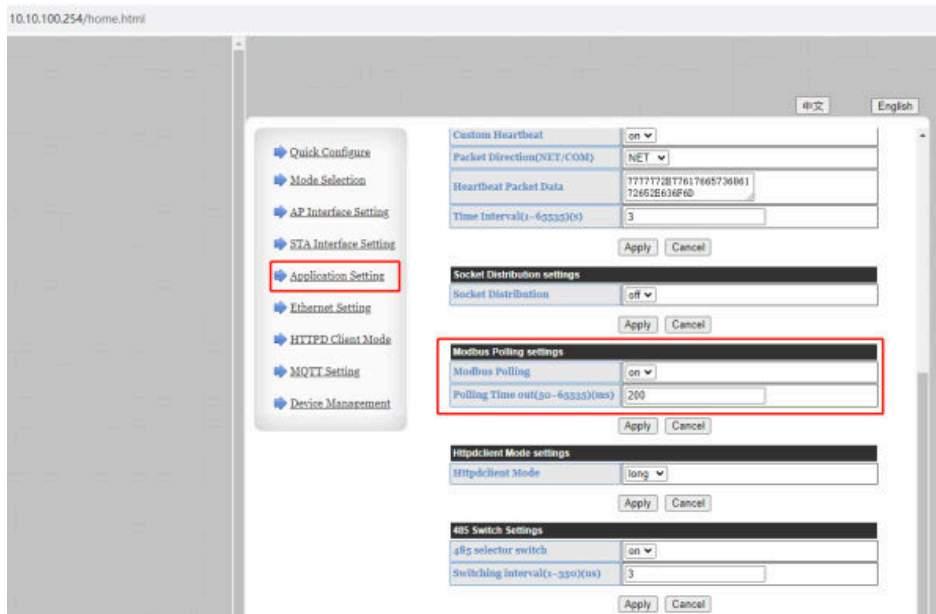 10.10.100.254/home.html
中文
English
Quick Configure
Mode Selection
AP Interface Setting
STA Interface Setting
Application Setting
Ethernet Setting
HTTPD Client Mode
MQTT Setting
Device Management
Custom Heartbeat on
Packet Direction(NET/COM) NET
Heartbeat Packet Data 7777772E77617665736861
72652E636F6D
Time Interval(1~65535)(s) 3
Apply Cancel
Socket Distribution settings
Socket Distribution off
Apply Cancel
Modbus Polling settings
Modbus Polling on
Polling Time out(50~65535)(ms) 200
Apply Cancel
Httpdclient Mode settings
Httpdclient Mode long
Apply Cancel
485 Switch Settings
485 selector switch on
Switching interval(1~350)(us) 3
Apply Cancel